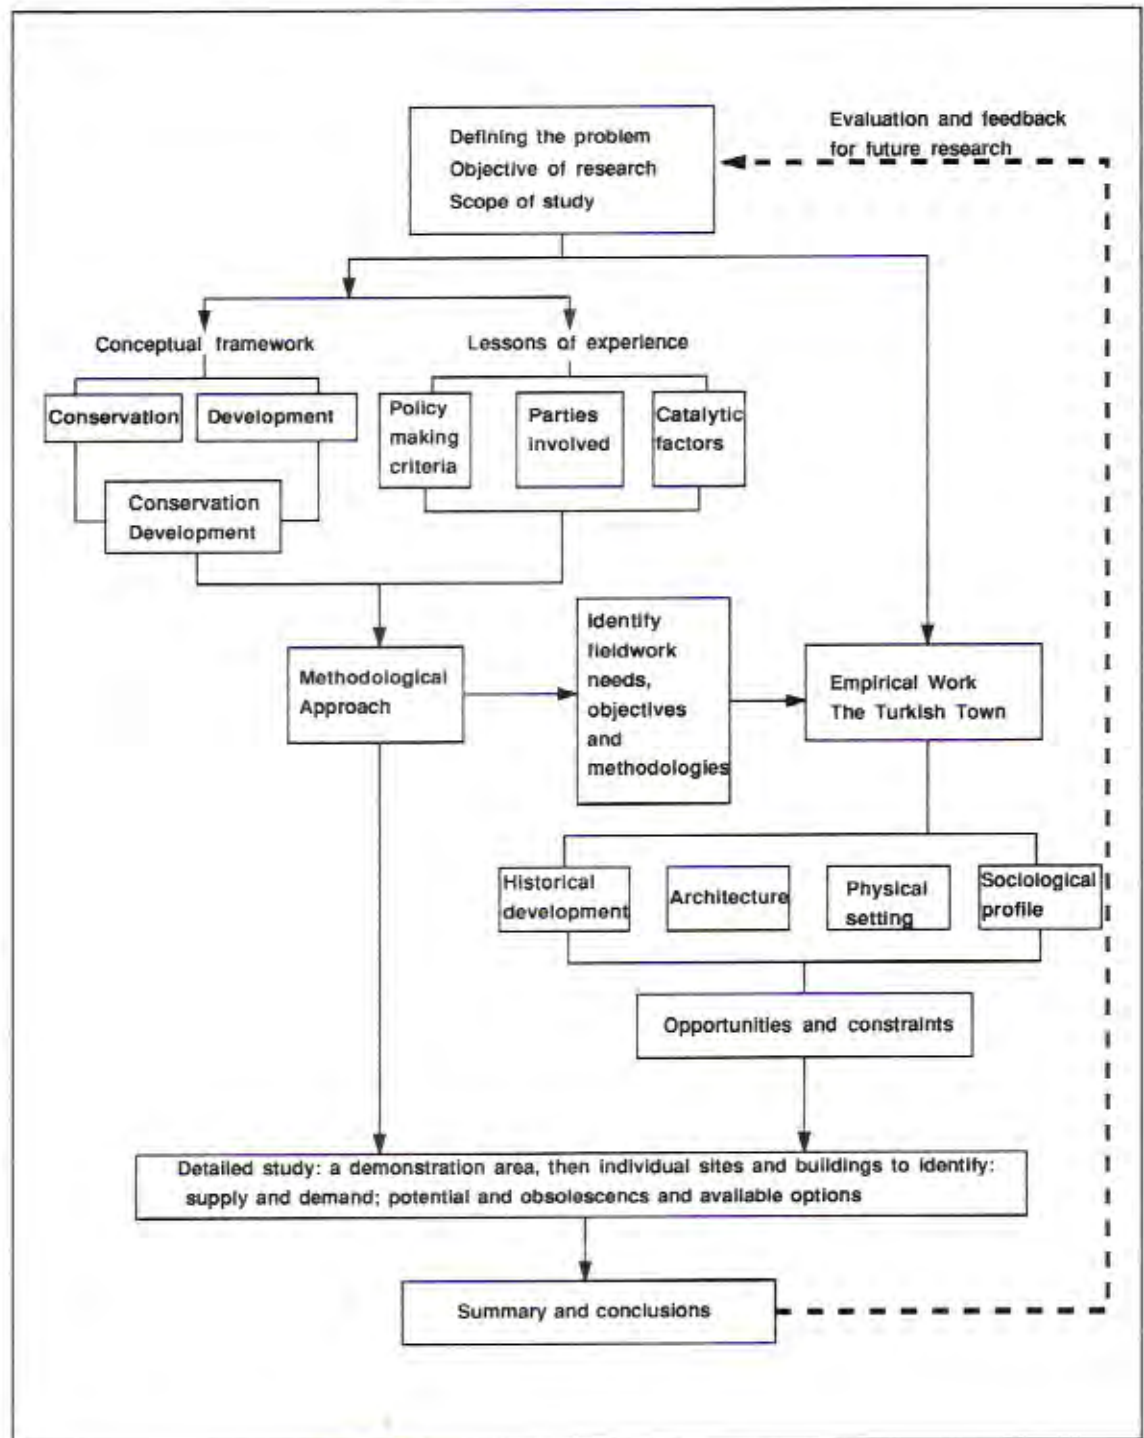 Defining the problem
Objective of research
Scope of study
Evaluation and feedback
for future research
Conceptual framework
Lessons of experience
Conservation
Development
Policy
making
criteria
Parties
involved
Catalytic
factors
Conservation
Development
Methodological
Approach
Identify
fieldwork
needs,
objectives
and
methodologies
Empirical Work
The Turkish Town
Historical
development
Architecture
Physical
setting
Sociological
profile
Opportunities and constraints
Detailed study: a demonstration area, then individual sites and buildings to identify:
supply and demand; potential and obsolescencs and available options
Summary and conclusions